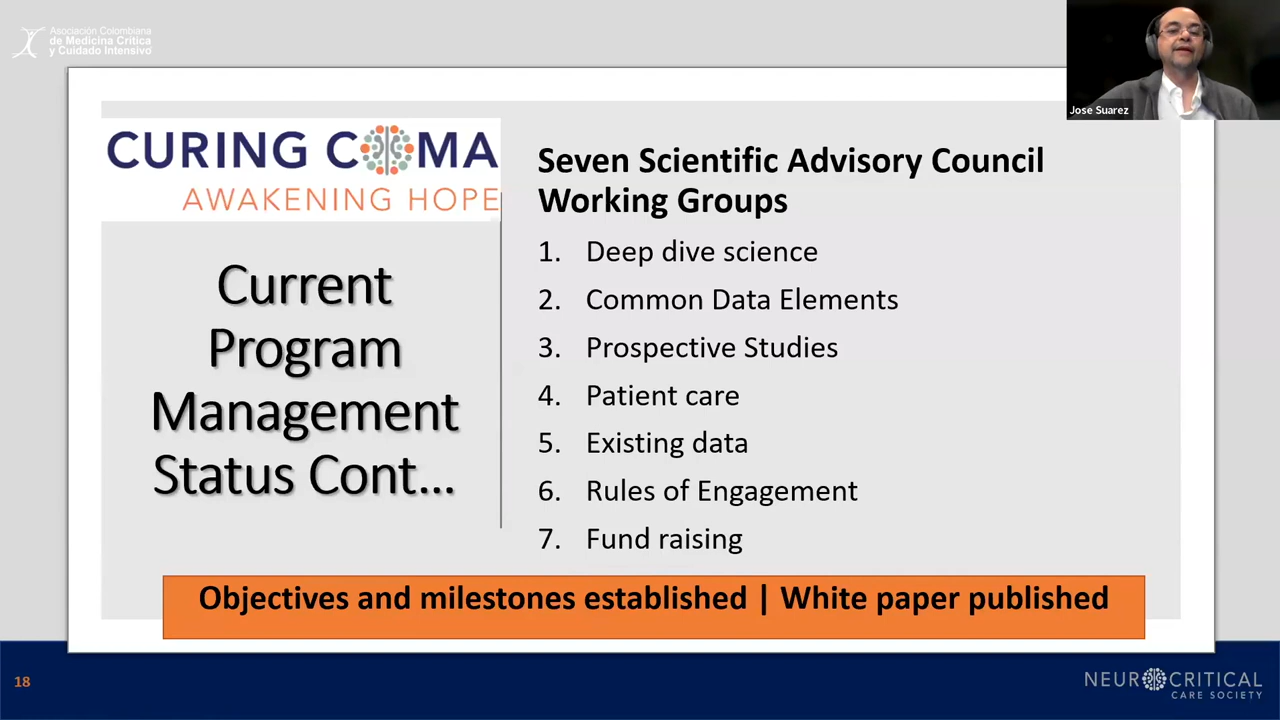 Asociación Colombiana
de Medicina Crítica
y Cuidado Intensivo
Jose Suarez
CURING COMA
AWAKENING HOPE
Current
Program
Management
Status Cont...
Seven Scientific Advisory Council
Working Groups
1. Deep dive science
2. Common Data Elements
3. Prospective Studies
4. Patient care
5. Existing data
6. Rules of Engagement
7. Fund raising
Objectives and milestones established | White paper published
18
NEUROCRITICAL
CARE SOCIETY